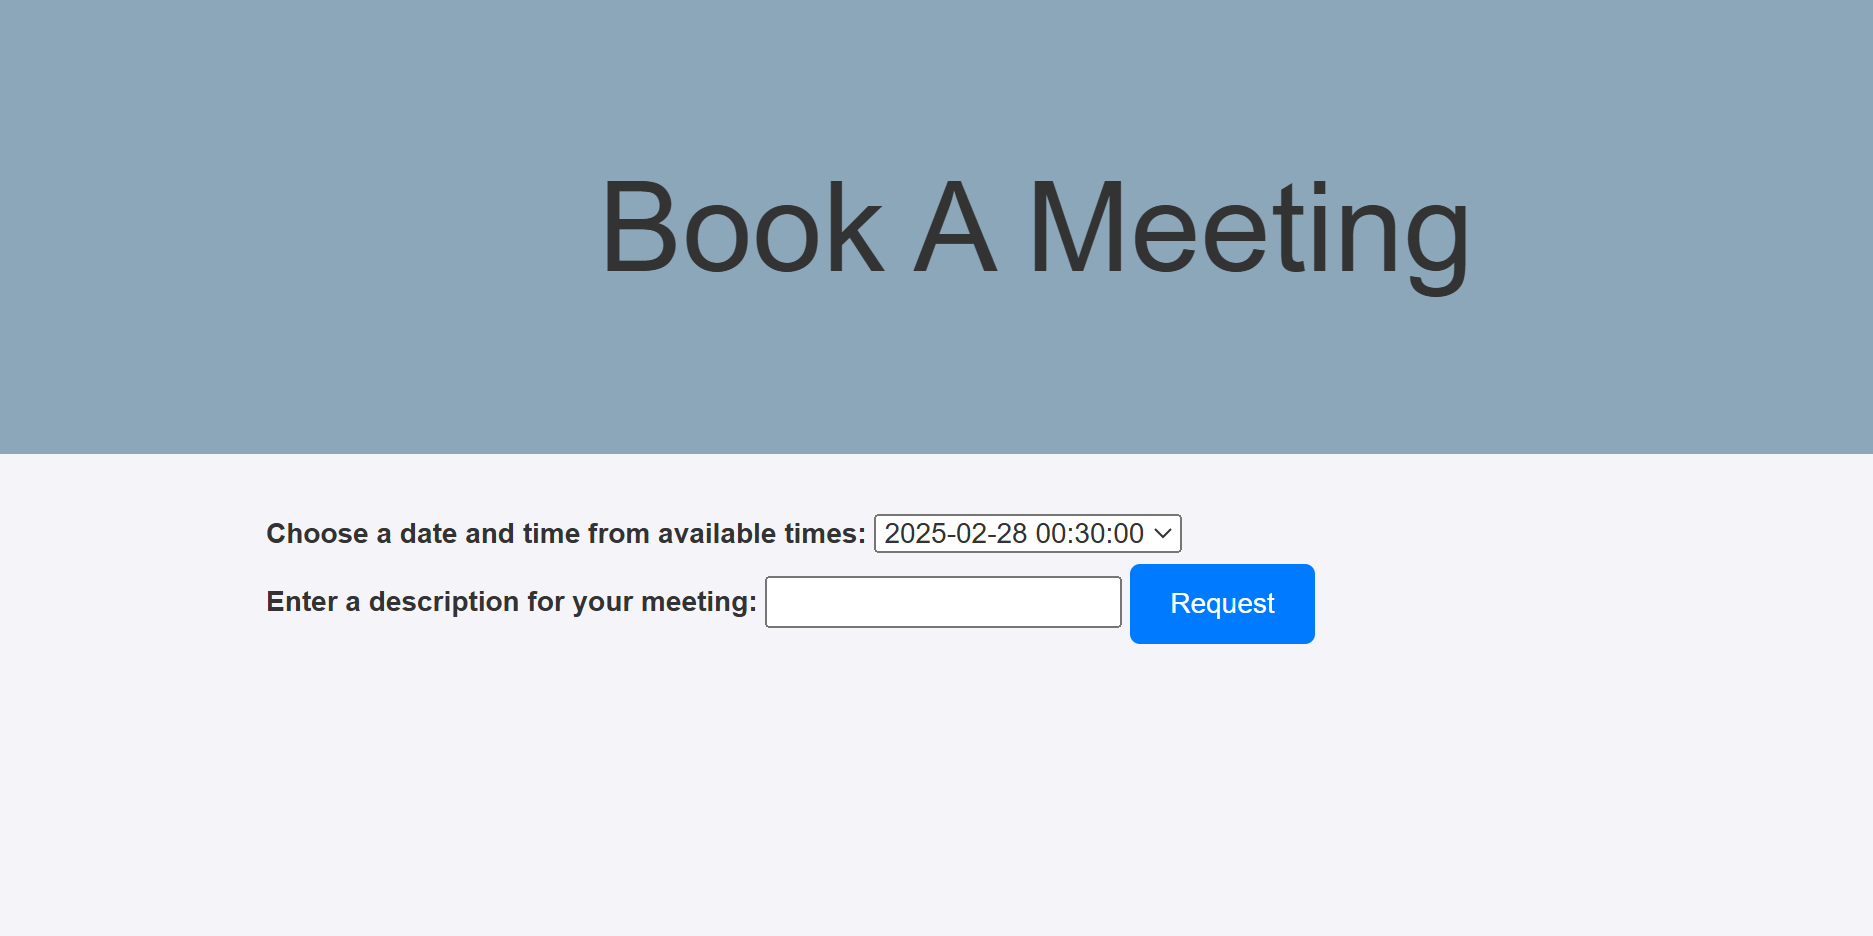 Book A Meeting
Choose a date and time from available times: 2025-02-28 00:30:00
Enter a description for your meeting: Request